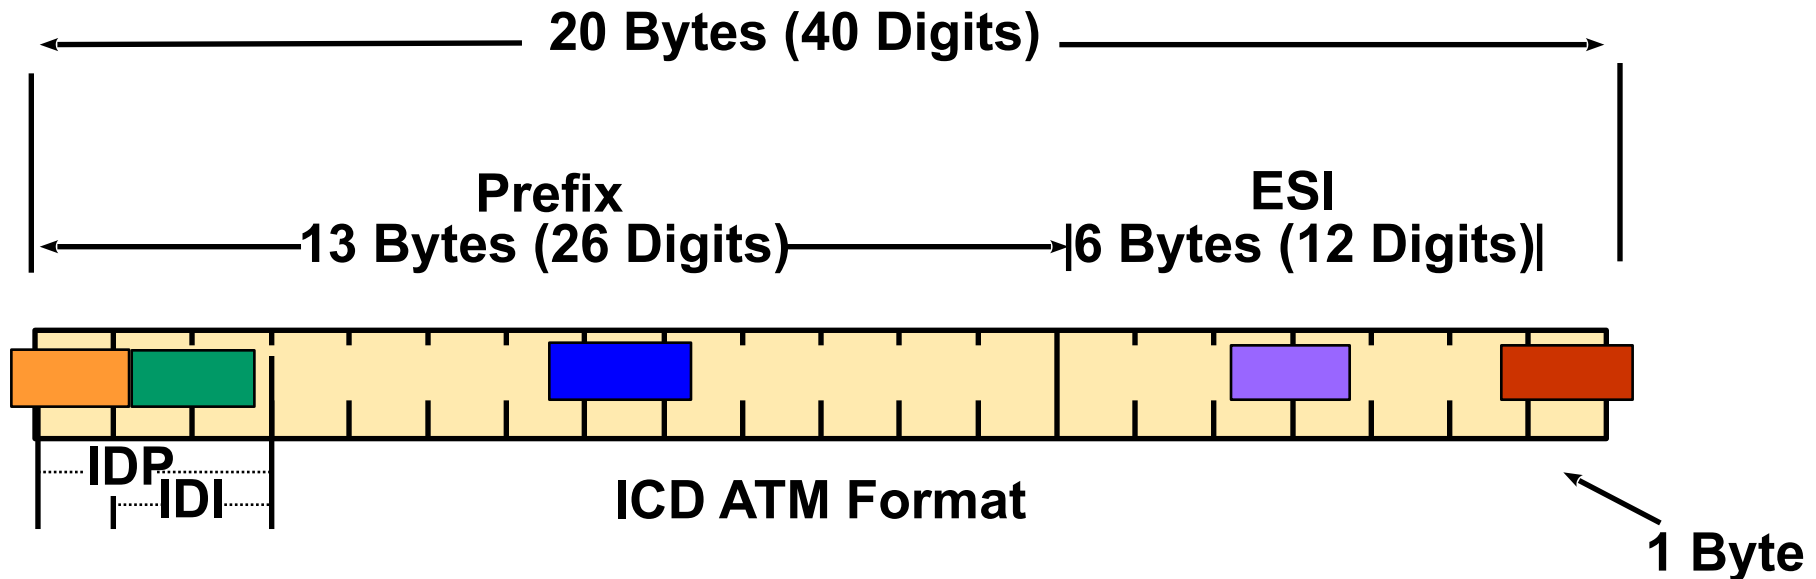 20 Bytes (40 Digits)
Prefix
13 Bytes (26 Digits)
ESI
6 Bytes (12 Digits)
IDP
IDI
ICD ATM Format
1 Byte